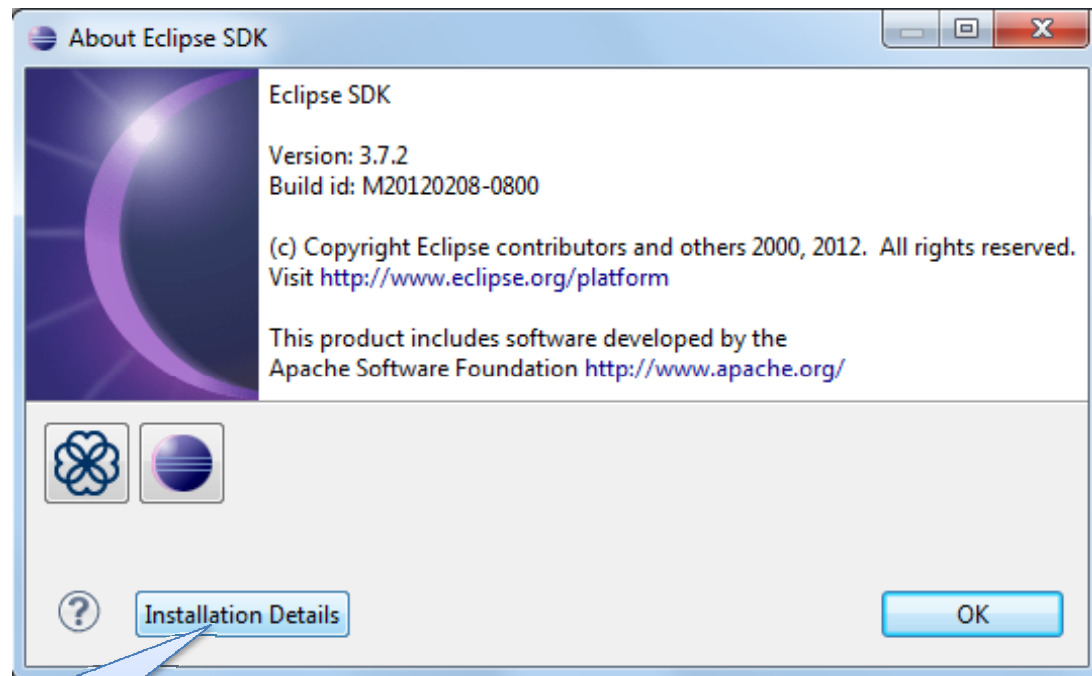 About Eclipse SDK
Eclipse SDK
Version: 3.7.2
Build id: M20120208-0800
(c) Copyright Eclipse contributors and others 2000, 2012.  All rights reserved.
Visit http://www.eclipse.org/platform
This product includes software developed by the
Apache Software Foundation http://www.apache.org/
?
Installation Details
OK